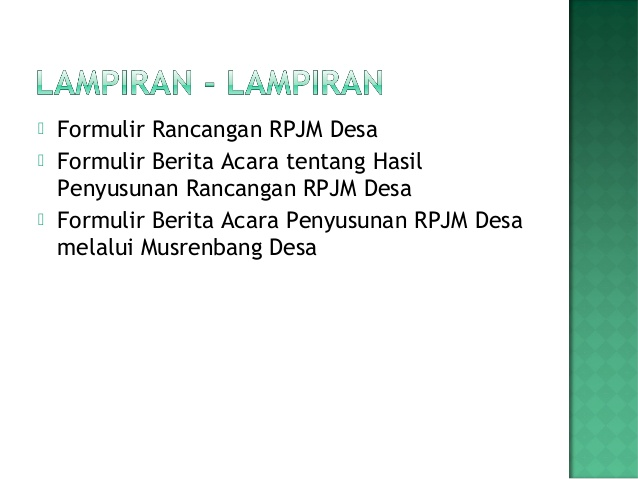 LAMPIRAN - LAMPIRAN
Formulir Rancangan RPJM Desa
Formulir Berita Acara tentang Hasil
Penyusunan Rancangan RPJM Desa
Formulir Berita Acara Penyusunan RPJM Desa
melalui Musrenbang Desa